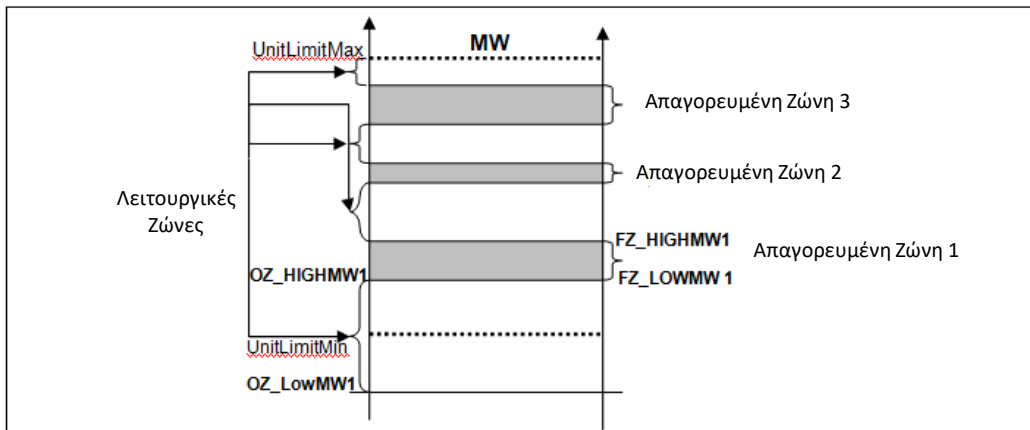 MW
UnitLimitMax
Απαγορευμένη Ζώνη 3
Απαγορευμένη Ζώνη 2
Λειτουργικές
Ζώνες
FZ_HIGHMW1
Απαγορευμένη Ζώνη 1
OZ_HIGHMW1
FZ_LOWMW 1
UnitLimitMin
OZ_LowMW1